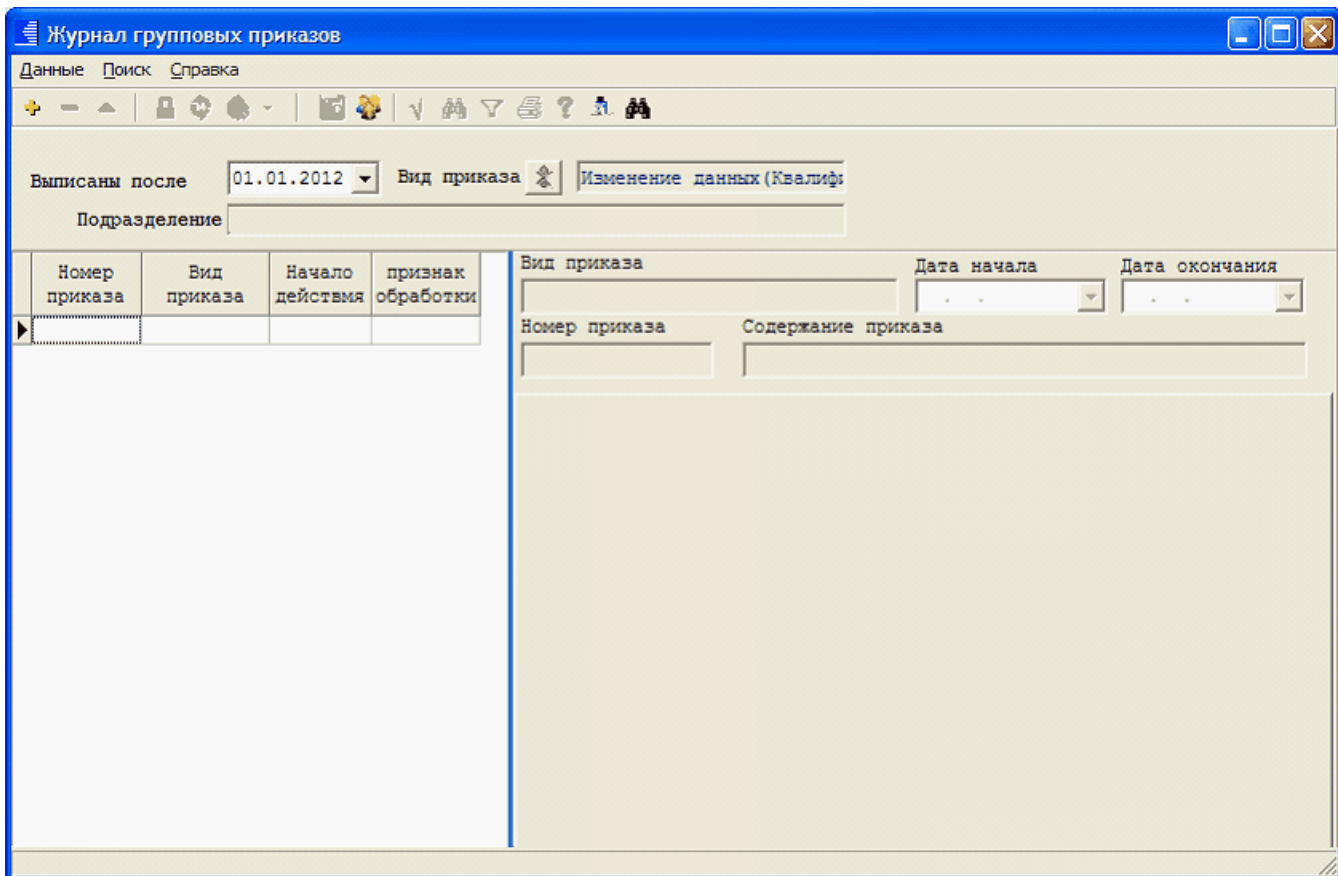 Журнал групповых приказов
Данные Поиск Справка
Выписаны после 01.01.2012 Вид приказа Изменение данных(Квалифи
Подразделение
Номер приказа Вид приказа Начало действмя признак обработки
Вид приказа Дата начала Дата окончания
. . . .
Номер приказа Содержание приказа